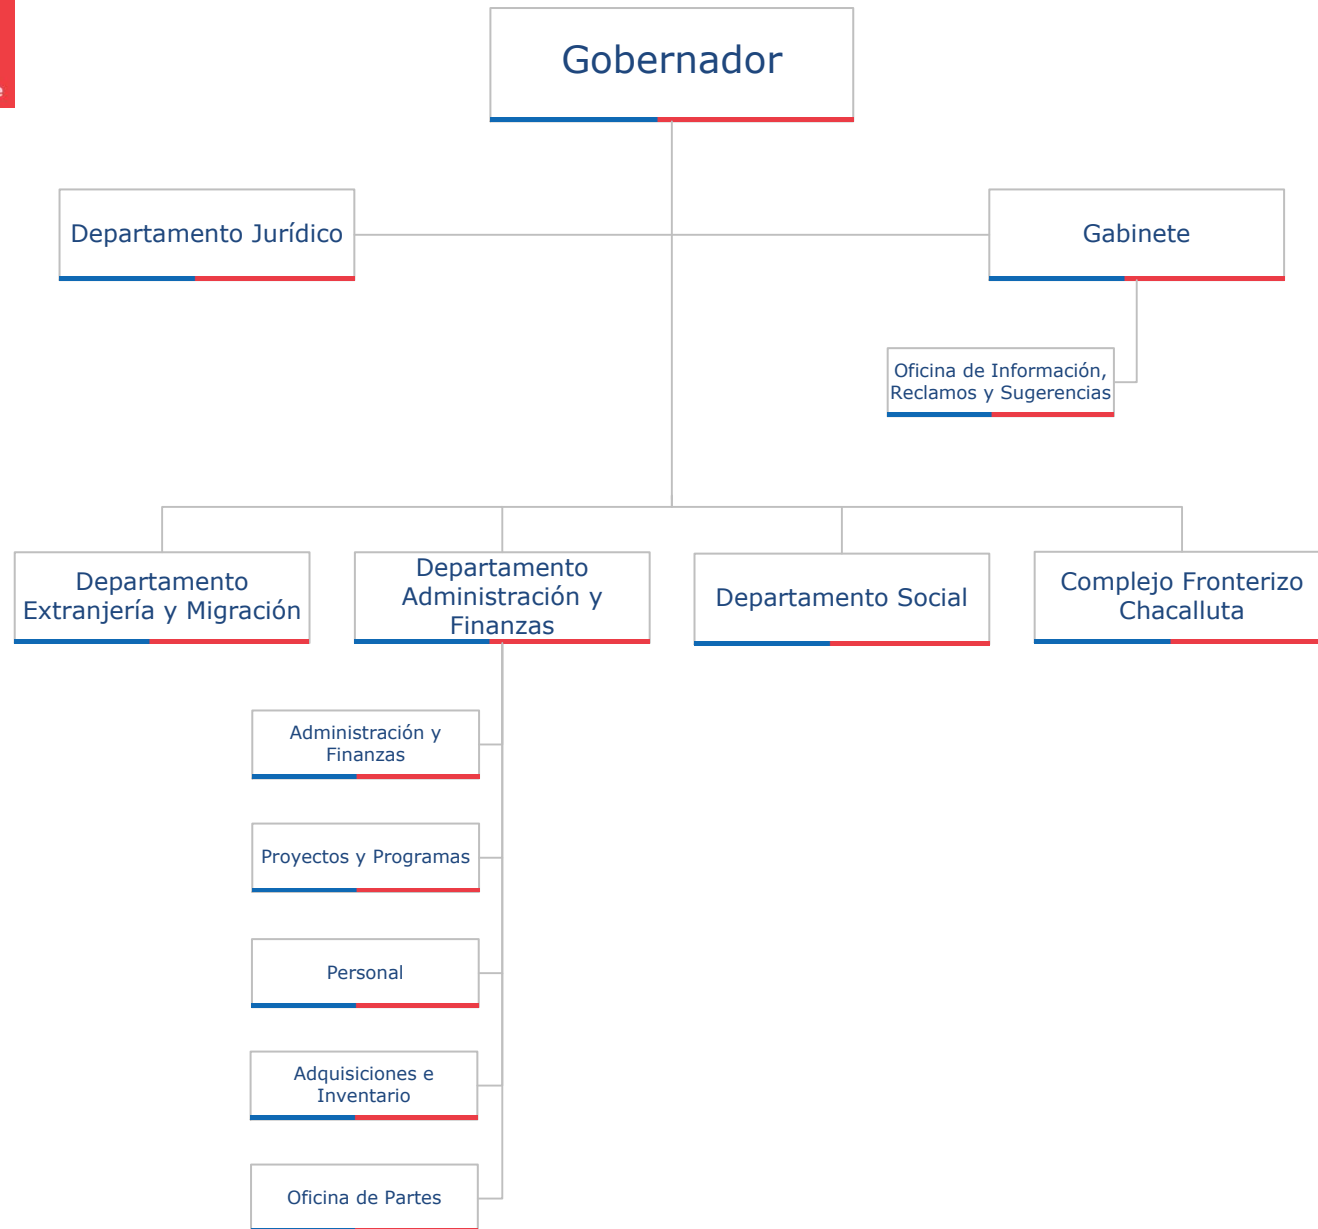 Gobernador
Departamento Jurídico
Gabinete
Oficina de Información,
Reclamos y Sugerencias
Departamento
Extranjería y Migración
Departamento
Administración y
Finanzas
Departamento Social
Complejo Fronterizo
Chacalluta
Administración y
Finanzas
Proyectos y Programas
Personal
Adquisiciones e
Inventario
Oficina de Partes